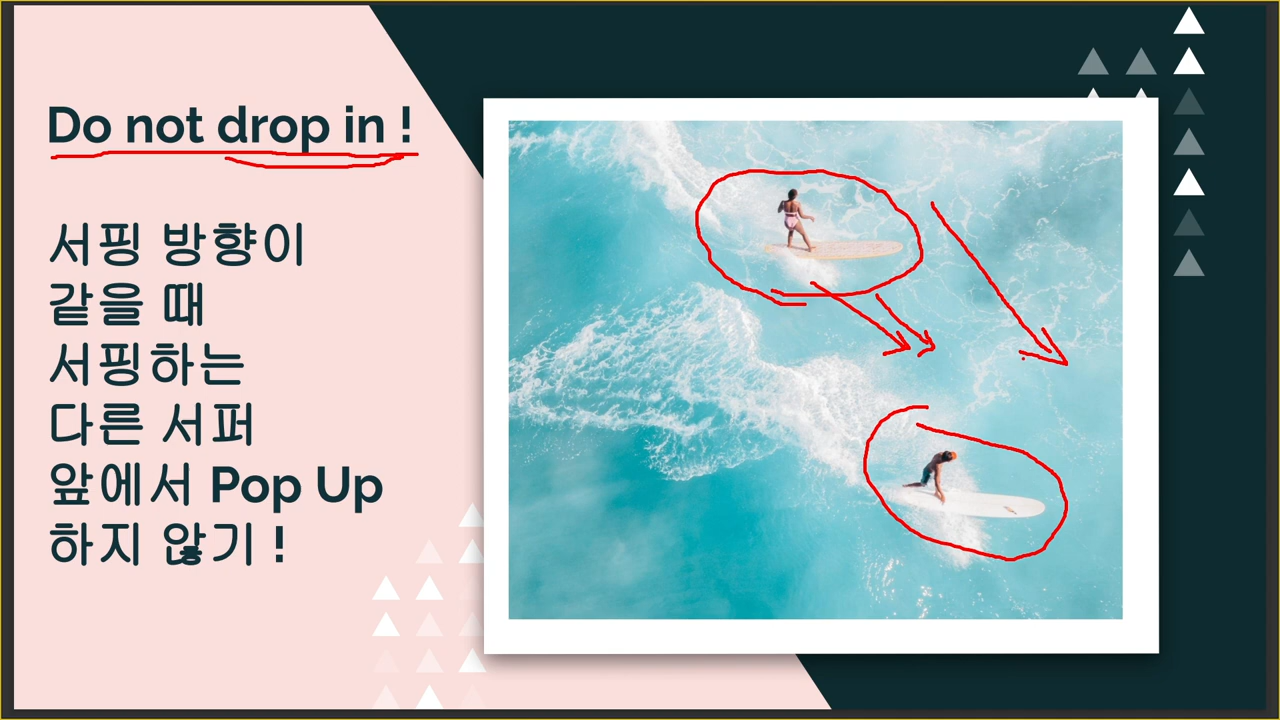 Do not drop in !
서핑 방향이
같을 때
서핑하는
다른 서퍼
앞에서 Pop Up
하지 않기 !